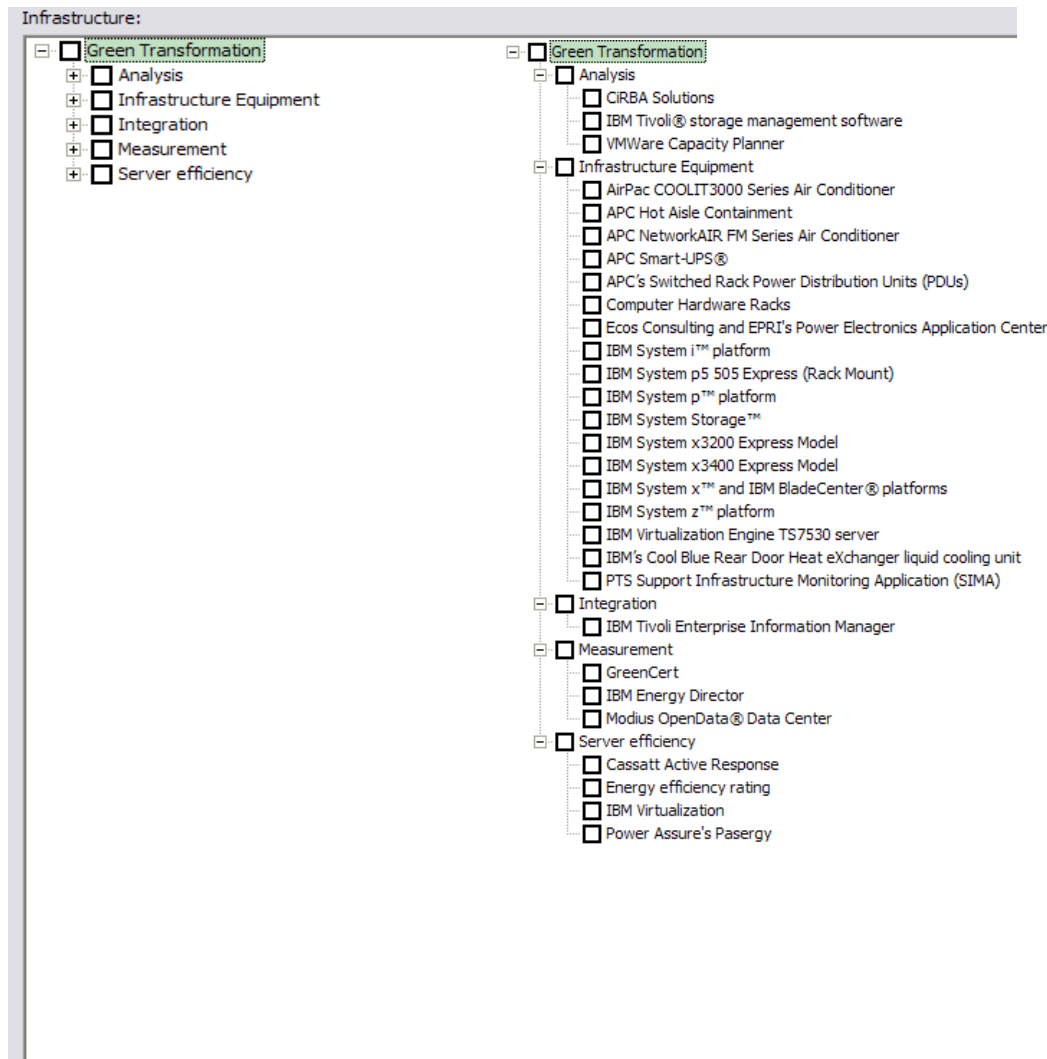 Infrastructure:
Green Transformation
Analysis
Infrastructure Equipment
Integration
Measurement
Server efficiency
Green Transformation
Analysis
CiRBA Solutions
IBM Tivoli® storage management software
VMWare Capacity Planner
Infrastructure Equipment
AirPac COOLIT3000 Series Air Conditioner
APC Hot Aisle Containment
APC NetworkAIR FM Series Air Conditioner
APC Smart-UPS®
APC's Switched Rack Power Distribution Units (PDUs)
Computer Hardware Racks
Ecos Consulting and EPRI's Power Electronics Application Center
IBM System i™ platform
IBM System p5 505 Express (Rack Mount)
IBM System p™ platform
IBM System Storage™
IBM System x3200 Express Model
IBM System x3400 Express Model
IBM System x™ and IBM BladeCenter® platforms
IBM System z™ platform
IBM Virtualization Engine TS7530 server
IBM's Cool Blue Rear Door Heat eXchanger liquid cooling unit
PTS Support Infrastructure Monitoring Application (SIMA)
Integration
IBM Tivoli Enterprise Information Manager
Measurement
GreenCert
IBM Energy Director
Modius OpenData® Data Center
Server efficiency
Cassatt Active Response
Energy efficiency rating
IBM Virtualization
Power Assure's Pasergy